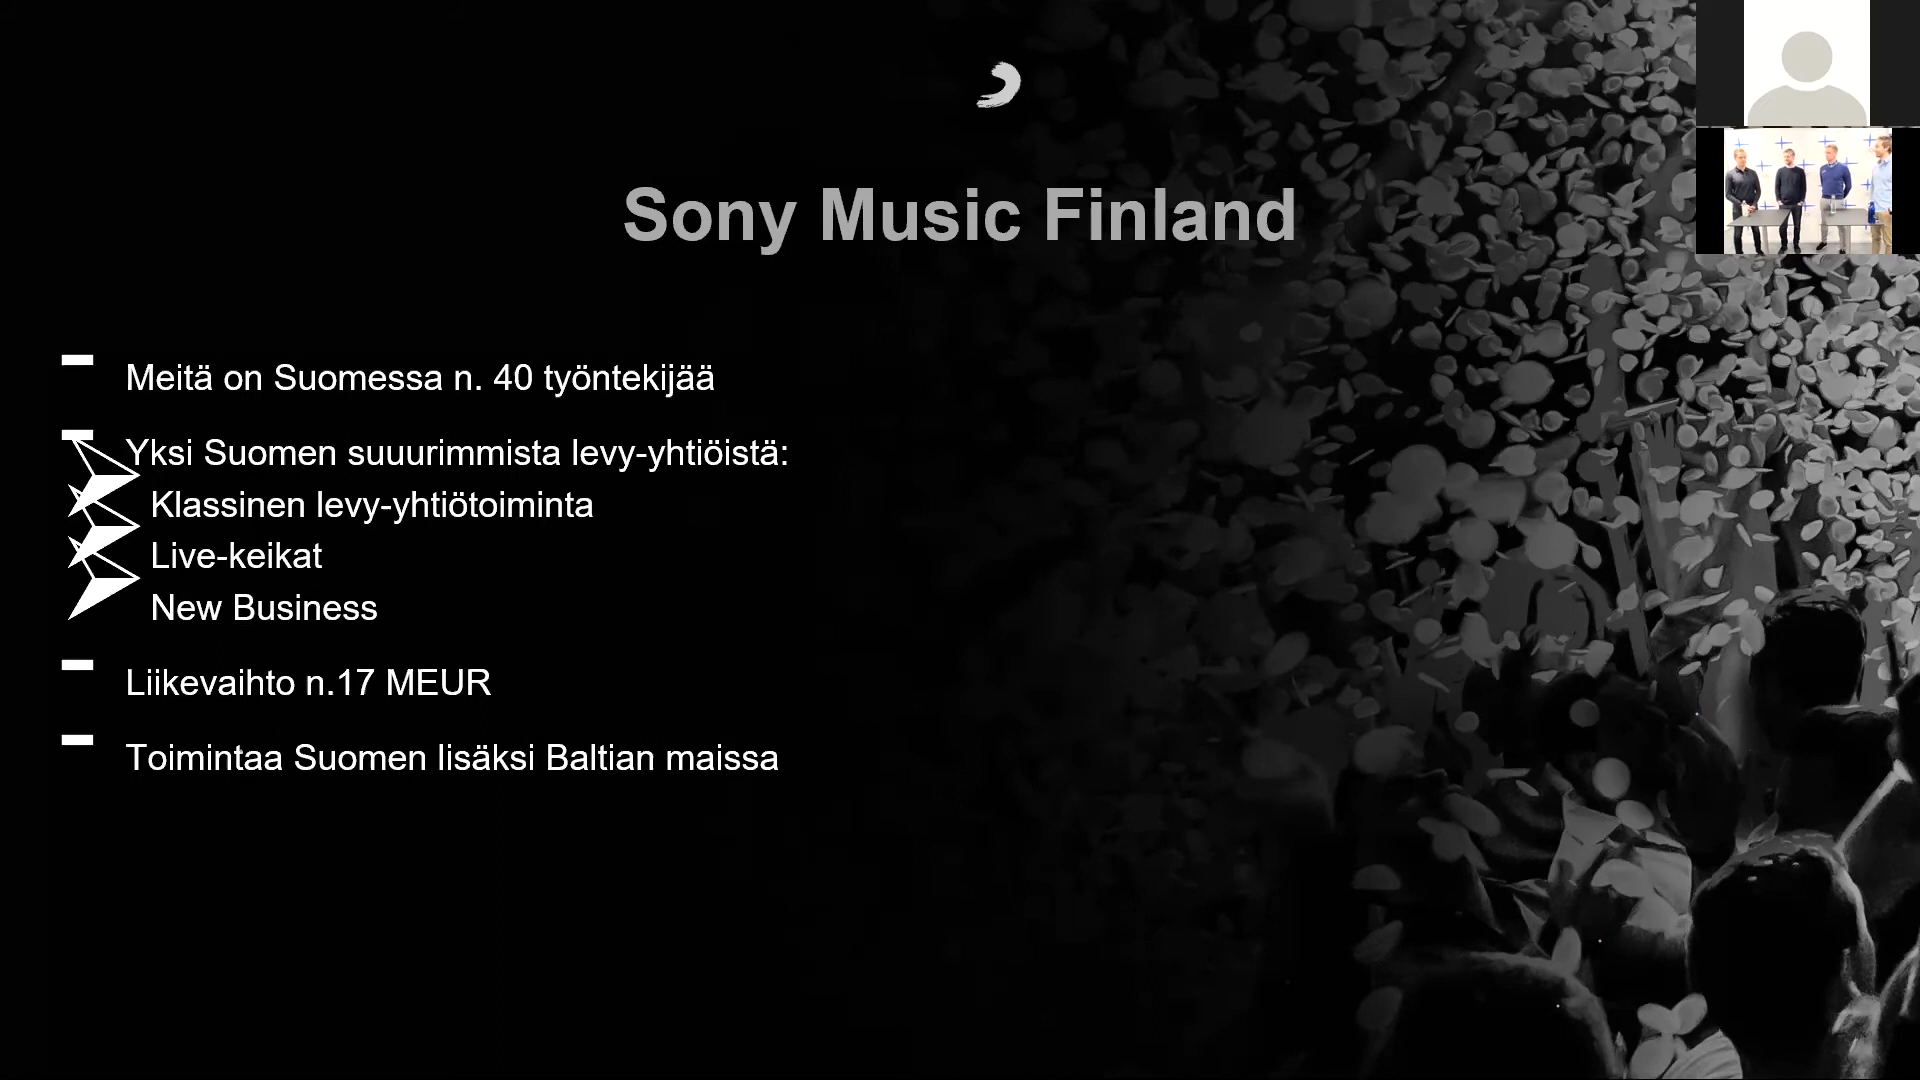 Sony Music Finland
Meitä on Suomessa n. 40 työntekijää
Yksi Suomen suuurimmista levy-yhtiöistä:
Klassinen levy-yhtiötoiminta
Live-keikat
New Business
Liikevaihto n.17 MEUR
Toimintaa Suomen lisäksi Baltian maissa